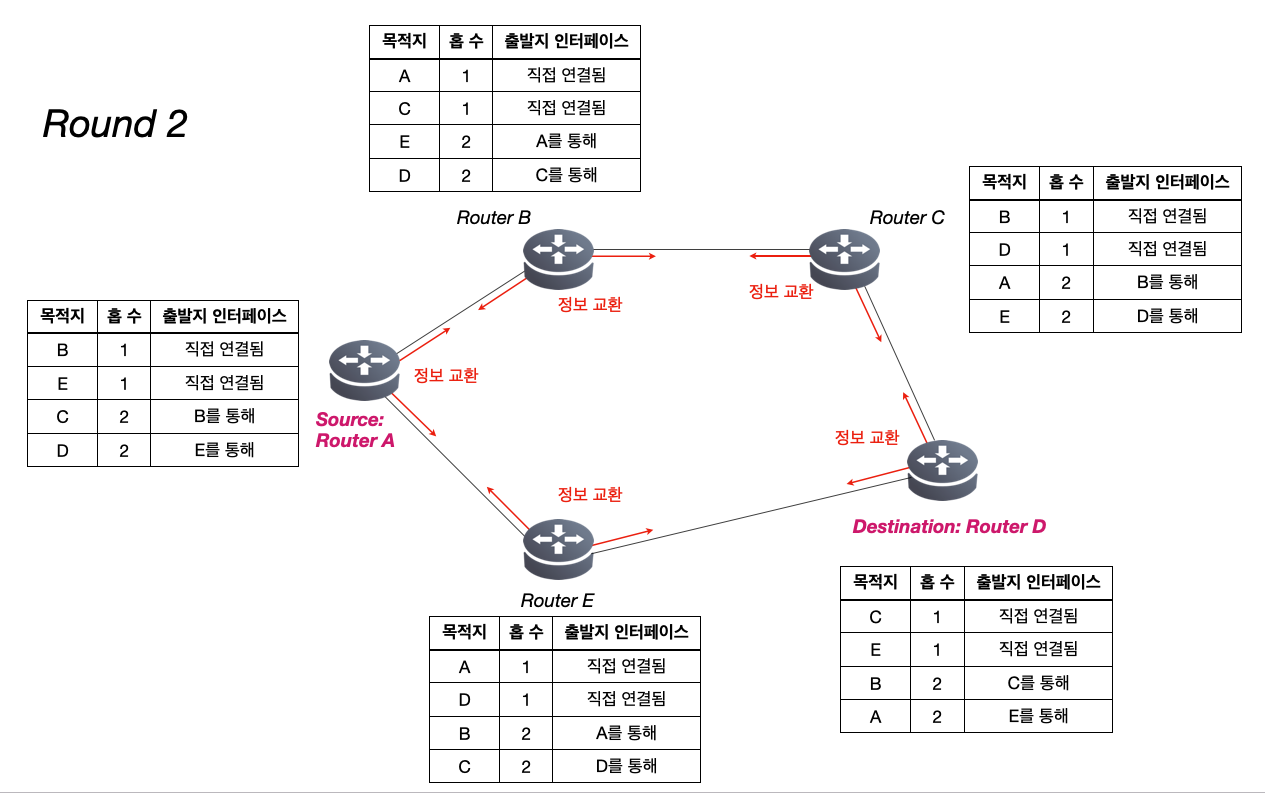 Round 2
목적지 홉 수 출발지 인터페이스
A 1 직접 연결됨
C 1 직접 연결됨
E 2 A를 통해
D 2 C를 통해
목적지 홉 수 출발지 인터페이스
B 1 직접 연결됨
D 1 직접 연결됨
A 2 B를 통해
E 2 D를 통해
Router B
Router C
정보 교환
정보 교환
목적지 홉 수 출발지 인터페이스
B 1 직접 연결됨
E 1 직접 연결됨
C 2 B를 통해
D 2 E를 통해
정보 교환
Source:
Router A
정보 교환
정보 교환
Destination: Router D
Router E
목적지 홉 수 출발지 인터페이스
A 1 직접 연결됨
D 1 직접 연결됨
B 2 A를 통해
C 2 D를 통해
목적지 홉 수 출발지 인터페이스
C 1 직접 연결됨
E 1 직접 연결됨
B 2 C를 통해
A 2 E를 통해